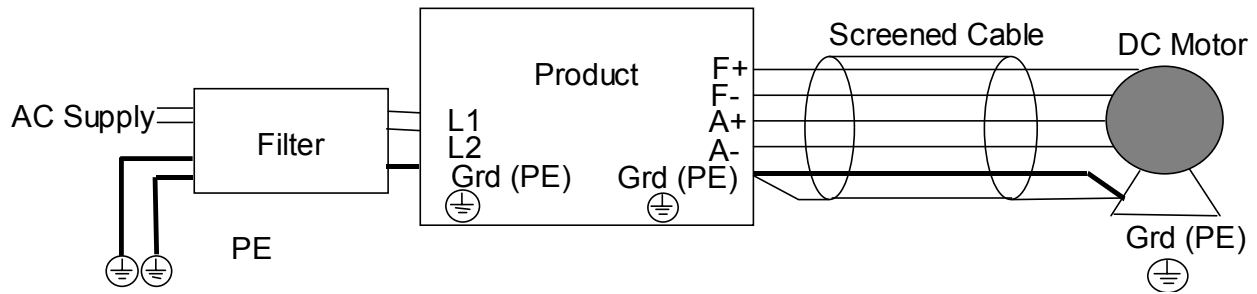 AC Supply
Filter
PE
Product
L1
L2
Grd (PE)
Grd (PE)
F+
F-
A+
A-
Screened Cable
DC Motor
Grd (PE)